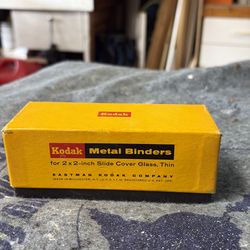 Kodak
Kodak Metal Binders
for 2x2-inch Slide Cover Glass, Thin
EASTMAN KODAK COMPANY